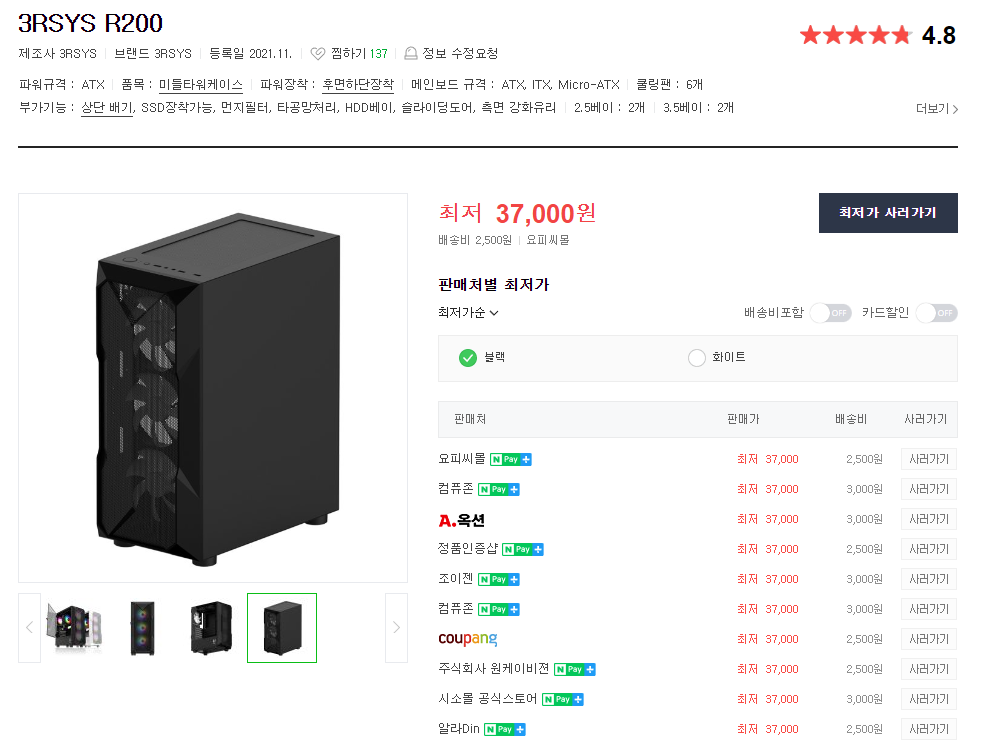 3RSYS R200
4.8
제조사 3RSYS 브랜드 3RSYS 등록일 2021.11. 찜하기 137 정보 수정요청
파워규격 : ATX 품목 : 미들타워케이스 파워장착 : 후면하단장착 메인보드 규격 : ATX, ITX, Micro-ATX 쿨링팬 : 6개
부가기능 : 상단 배기, SSD장착가능, 먼지필터, 타공망처리, HDD베이, 슬라이딩도어, 측면 강화유리 2.5베이 : 2개 3.5베이 : 2개
더보기
최저 37,000원
최저가 사러가기
배송비 2,500원 요피씨몰
판매처별 최저가
최저가순 배송비포함 OFF 카드할인 OFF
블랙 화이트
판매처 판매가 배송비 사러가기
요피씨몰 N Pay + 최저 37,000 2,500원 사러가기
컴퓨존 N Pay + 최저 37,000 3,000원 사러가기
A.옥션 최저 37,000 3,000원 사러가기
정품인증샵 N Pay + 최저 37,000 2,500원 사러가기
조이젠 N Pay + 최저 37,000 3,000원 사러가기
컴퓨존 N Pay + 최저 37,000 3,000원 사러가기
coupang 최저 37,000 2,500원 사러가기
주식회사 원케이비젼 N Pay + 최저 37,000 2,500원 사러가기
시소몰 공식스토어 N Pay + 최저 37,000 3,000원 사러가기
알라Din N Pay + 최저 37,000 2,500원 사러가기